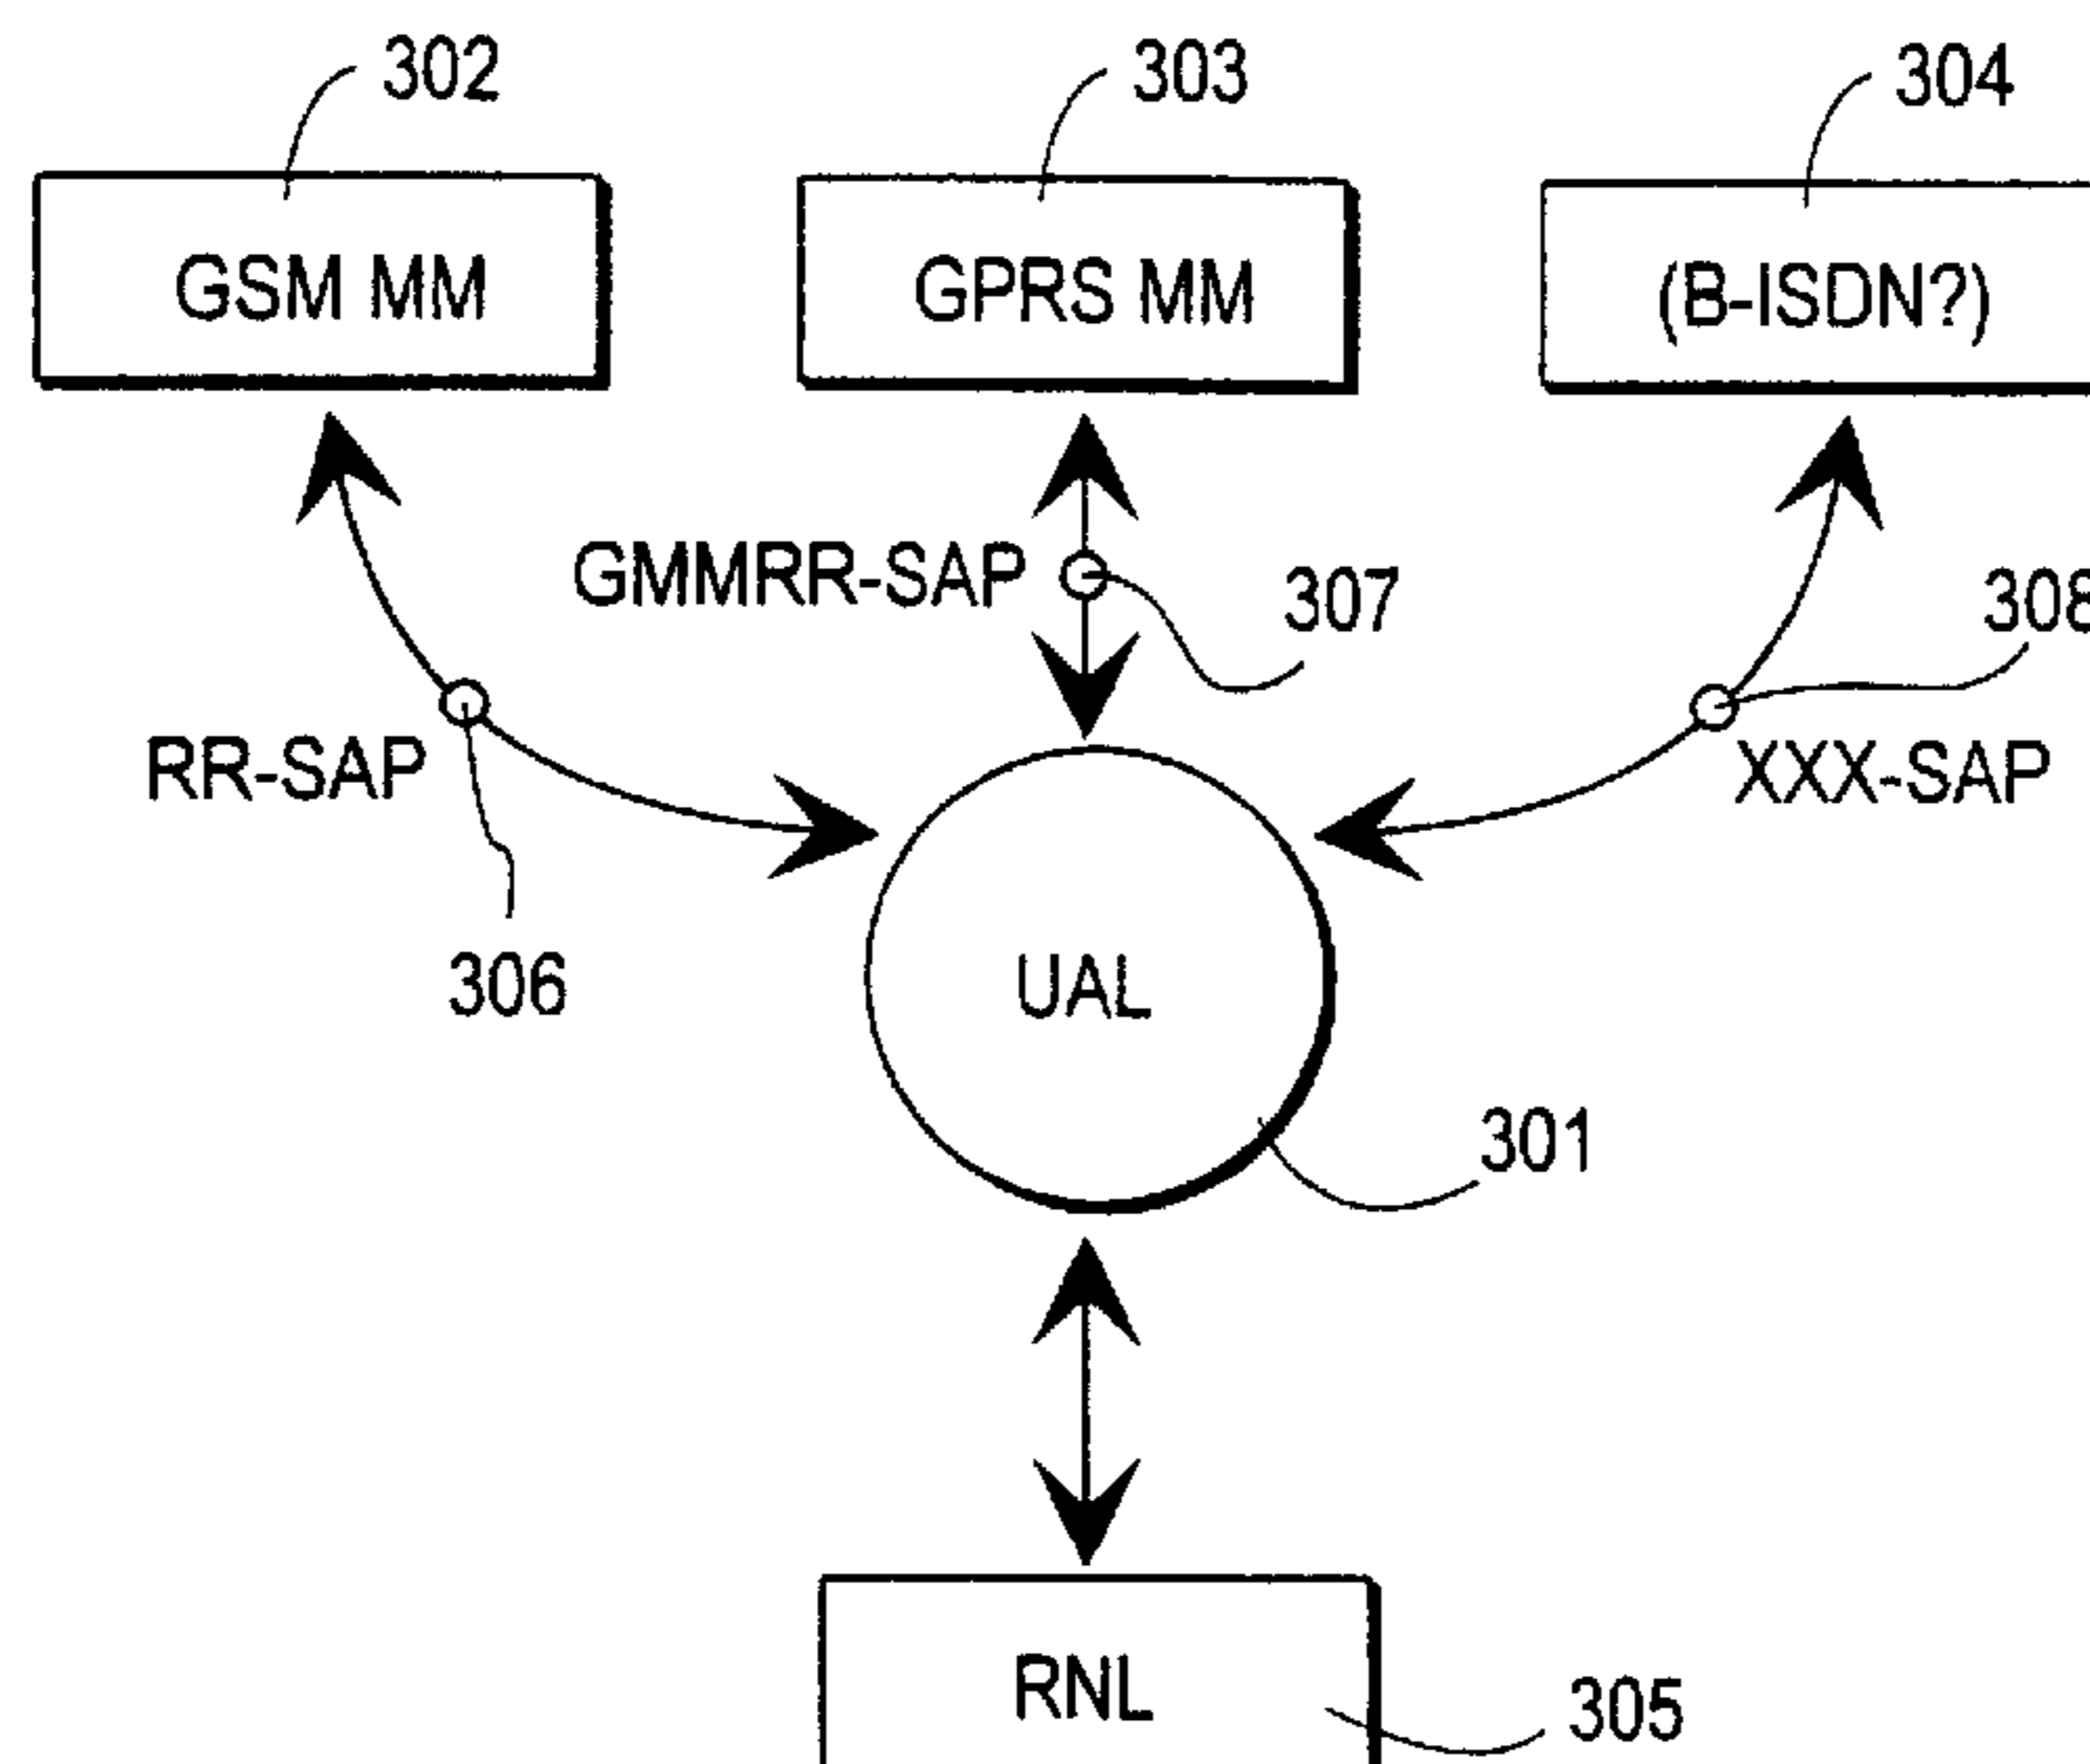 302
303
304
GSM MM
GPRS MM
(B-ISDN?)
GMMRR-SAP
307
308
RR-SAP
XXX-SAP
306
UAL
301
RNL
305